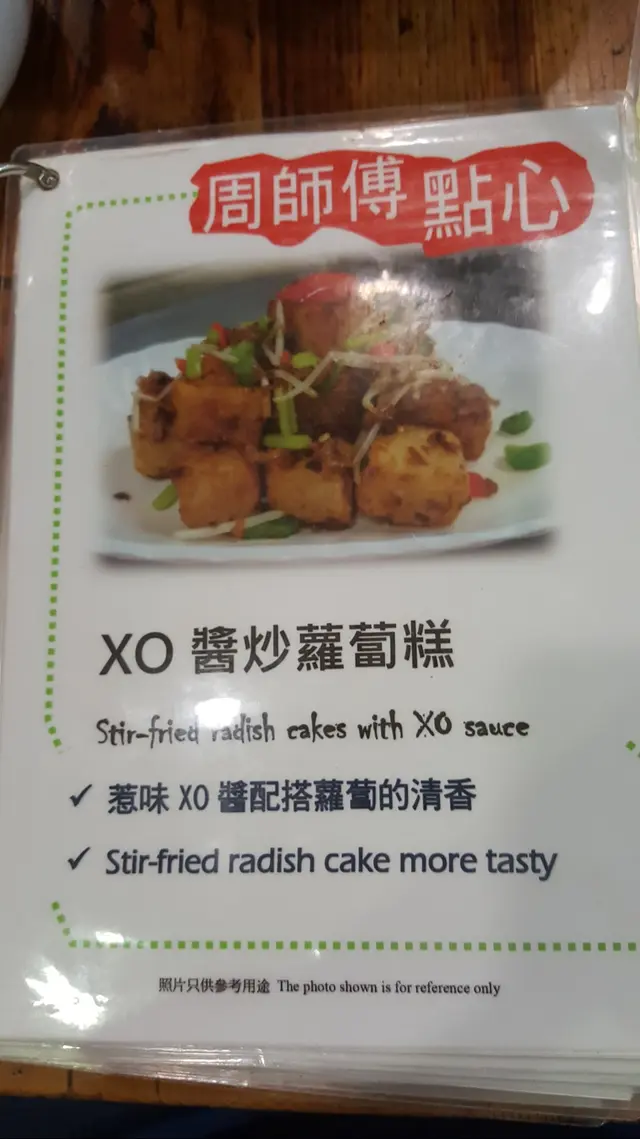 周師傅點心
XO 醬炒蘿蔔糕
Stir-fried radish cakes with XO sauce
✓ 惹味 XO 醬配搭蘿蔔的清香
✓ Stir-fried radish cake more tasty
照片只供參考用途 The photo shown is for reference only